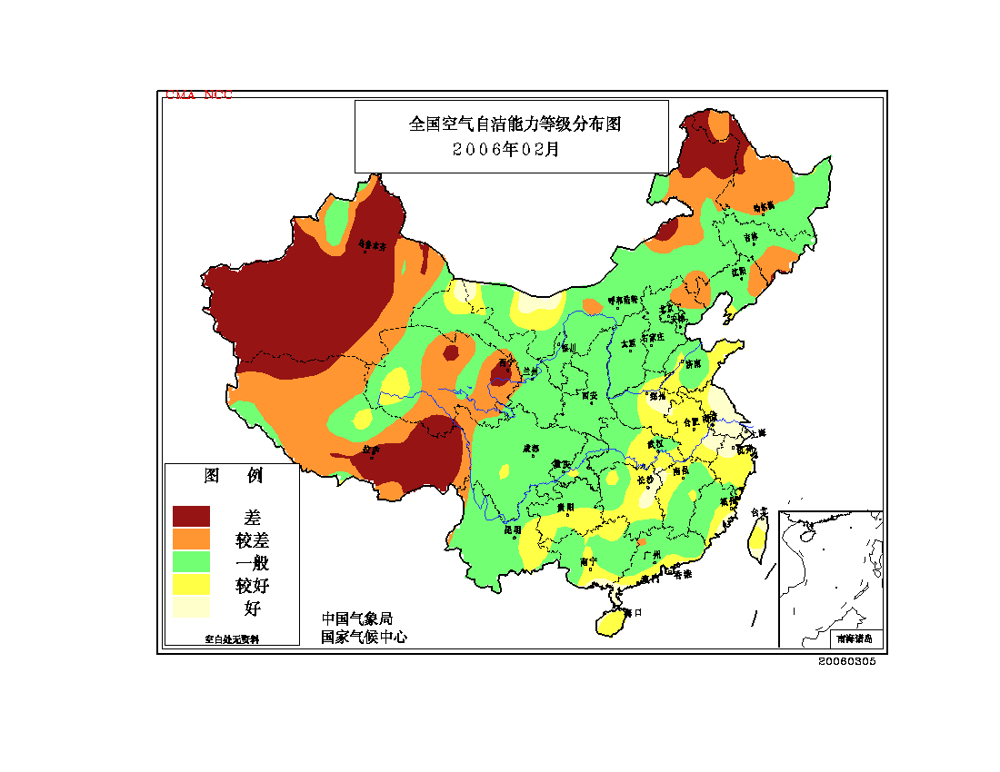 CMA NCC
全国空气自洁能力等级分布图
2006年02月
哈尔滨
乌鲁木齐
吉林
沈阳
呼和浩特
北京
天津
银川
太原
石家庄
西宁
兰州
济南
西安
郑州
合肥
南京
上海
拉萨
成都
武汉
杭州
重庆
长沙
南昌
贵阳
福州
昆明
台北
南宁
广州
澳门
香港
海口
图 例
差
较差
一般
较好
好
空白处无资料
中国气象局
国家气候中心
南海诸岛
20060305